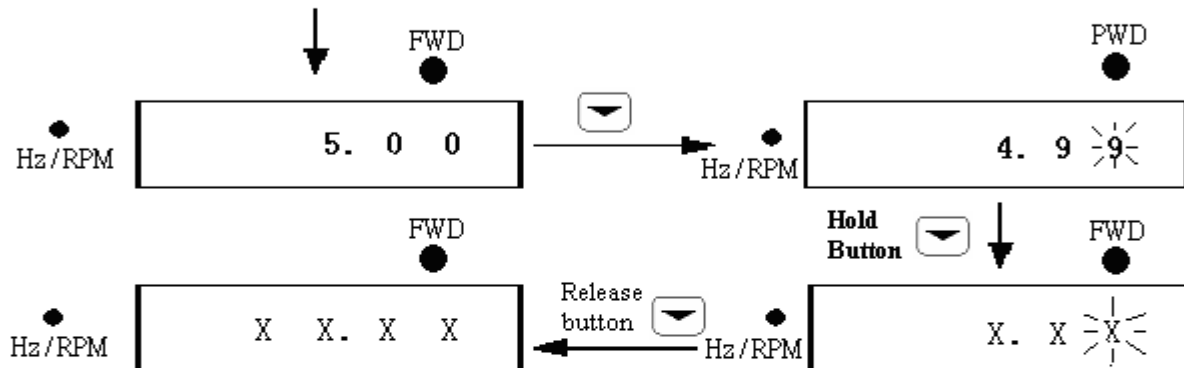 FWD
PWD
Hz/RPM
5. 0 0
Hz/RPM
4. 9 9
Hold
Button
FWD
FWD
Release
button
Hz/RPM
X X. X X
Hz/RPM
X. X X